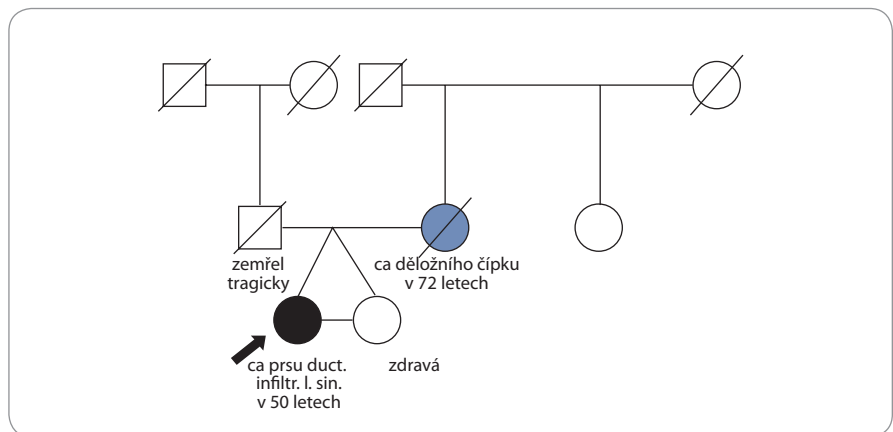 zemřel
tragicky
ca děložního čípku
v 72 letech
ca prsu duct.
infiltr. l. sin.
v 50 letech
zdravá